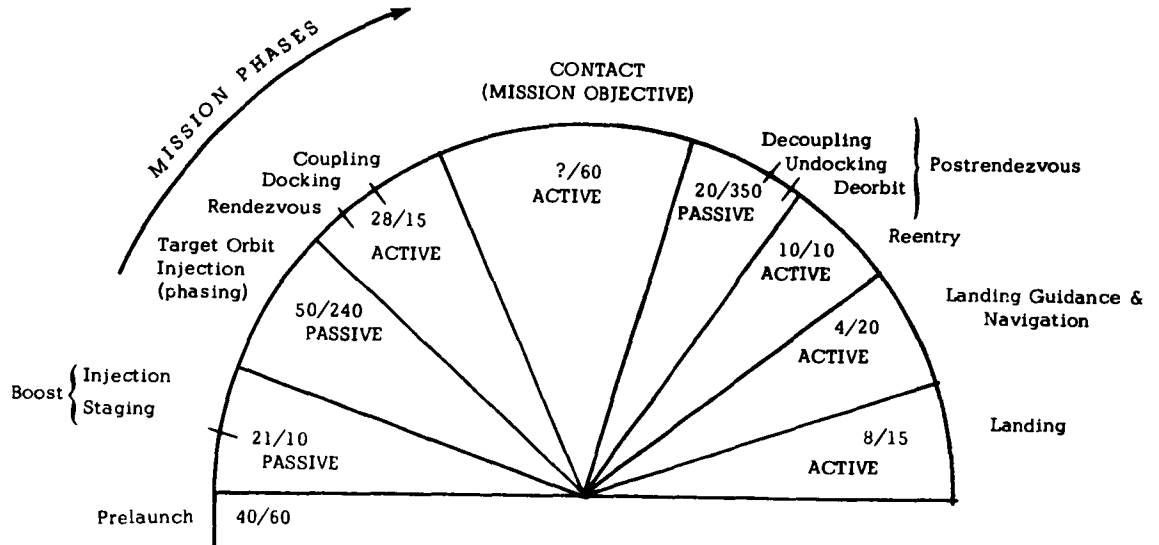 MISSION PHASES
CONTACT
(MISSION OBJECTIVE)
Coupling
Docking
Rendezvous
Target Orbit
Injection
(phasing)
Boost { Injection
Staging
Prelaunch
40/60
21/10
PASSIVE
50/240
PASSIVE
28/15
ACTIVE
?/60
ACTIVE
20/350
PASSIVE
10/10
ACTIVE
4/20
ACTIVE
8/15
ACTIVE
Decoupling
Undocking
Deorbit
} Postrendezvous
Reentry
Landing Guidance &
Navigation
Landing